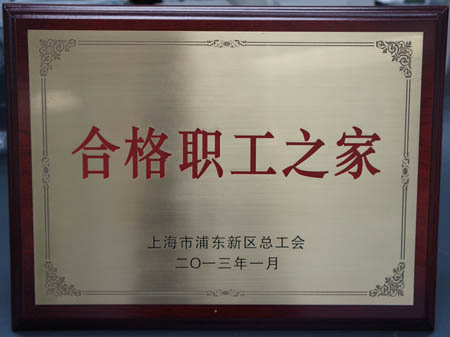 合格职工之家
上海市浦东新区总工会
二〇一三年一月